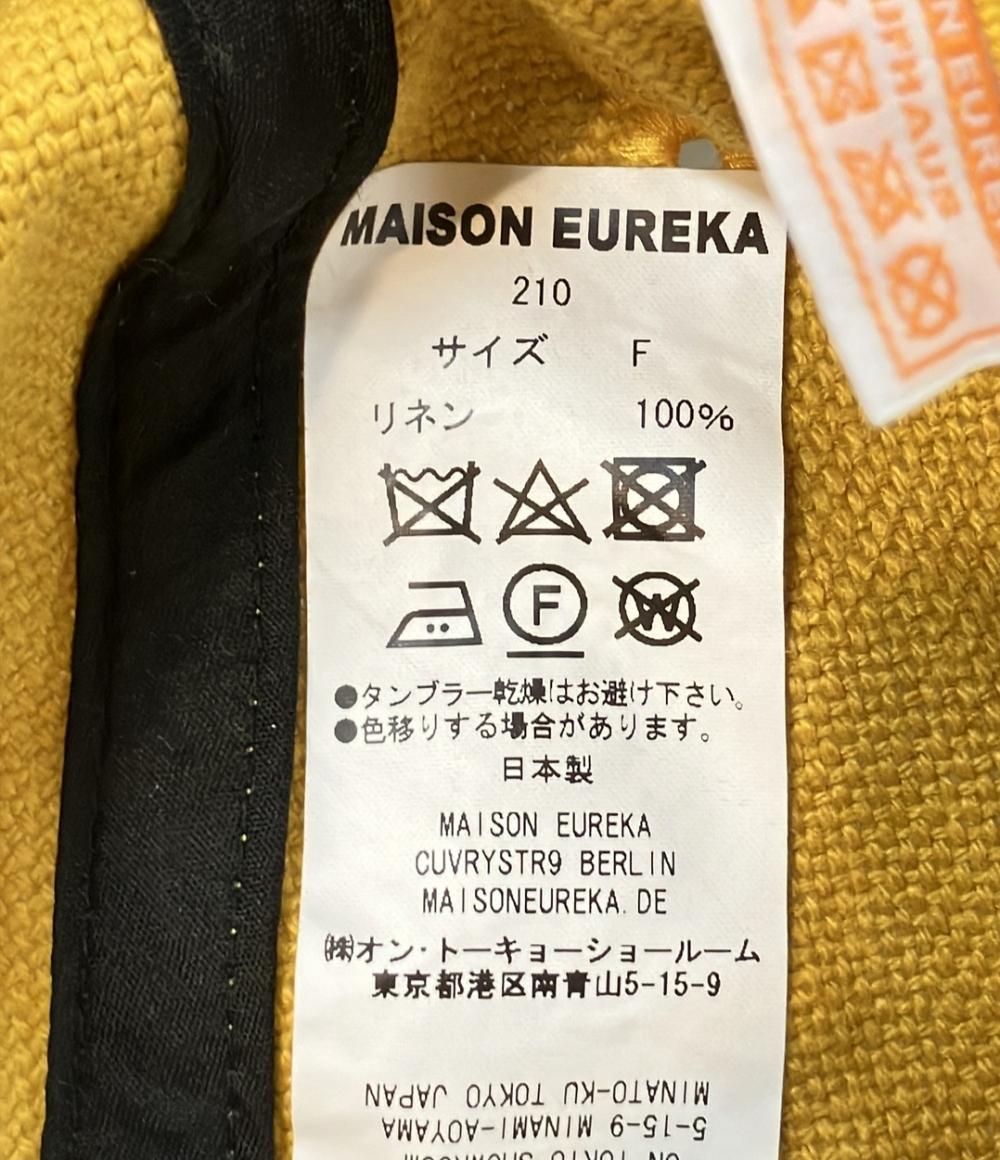 MAISON EUREKA
210
サイズ F
リネン 100%
F
W
●タンブラー乾燥はお避け下さい。
●色移りする場合があります。
日本製
MAISON EUREKA
CUVRYSTR9 BERLIN
MAISONEUREKA.DE
㈱オン・トーキョーショールーム
東京都港区南青山5-15-9
MINATO-KU TOKYO JAPAN
5-15-9 MINAMI-AOYAMA
ON TOKYO SHOWROOM